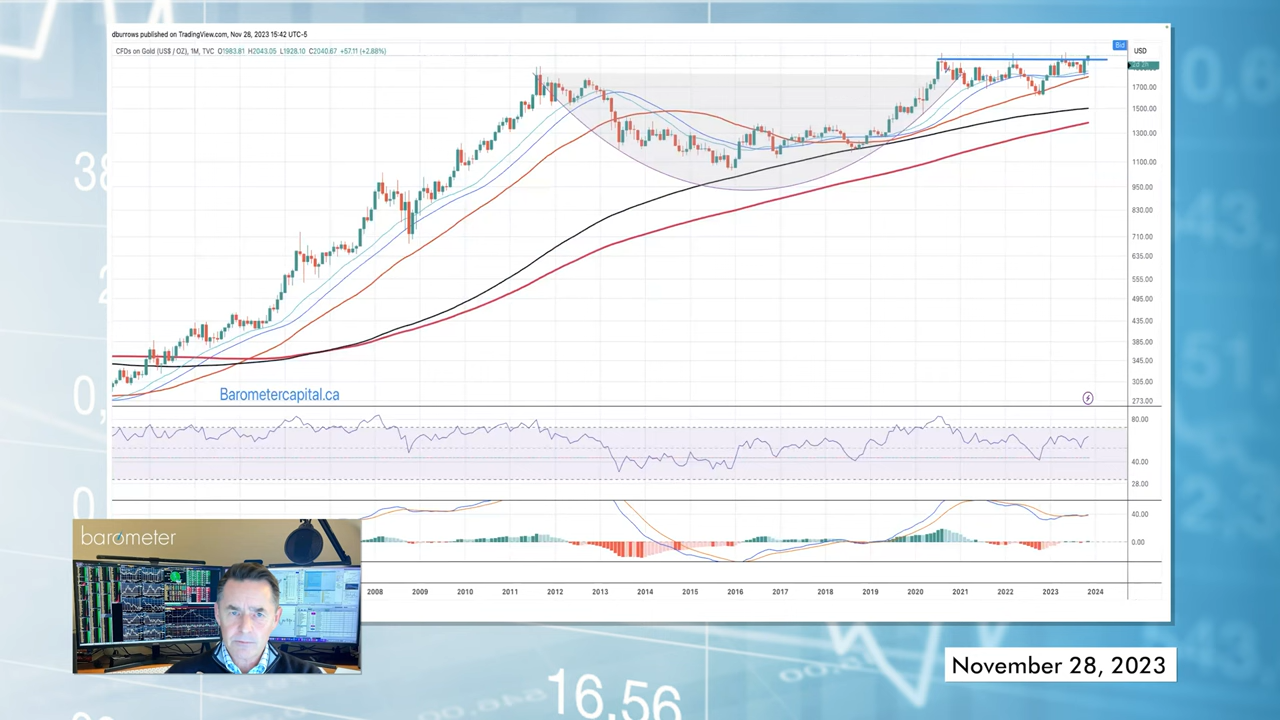 dburrows published on TradingView.com, Nov 28, 2023 15:42 UTC-5
CFDs on Gold (US$ / OZ), 1M, TVC O1983.81 H2043.05 L1928.10 C2040.67 +57.11 (+2.88%)
Bid
USD
1700.00
1500.00
1300.00
1100.00
950.00
830.00
710.00
635.00
555.00
495.00
435.00
385.00
345.00
305.00
273.00
Barometercapital.ca
80.00
40.00
28.00
40.00
0.00
2008 2009 2010 2011 2012 2013 2014 2015 2016 2017 2018 2019 2020 2021 2022 2023 2024
barometer
November 28, 2023
16,56